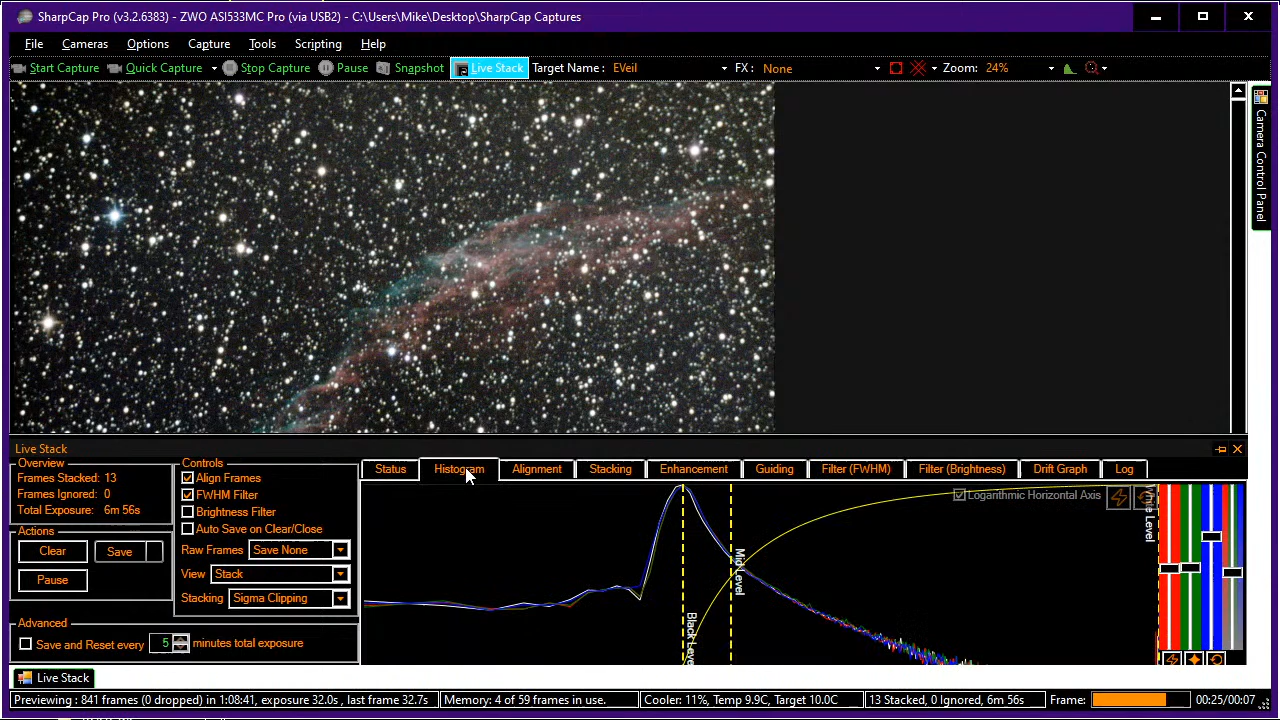 SharpCap Pro (v3.2.6383) - ZWO ASI533MC Pro (via USB2) - C:\Users\Mike\Desktop\SharpCap Captures
File Cameras Options Capture Tools Scripting Help
Start Capture Quick Capture Stop Capture Pause Snapshot Live Stack Target Name : EVeil FX : None Zoom: 24%
Camera Control Panel
Live Stack
Overview
Frames Stacked: 13
Frames Ignored: 0
Total Exposure: 6m 56s
Actions
Clear Save
Pause
Controls
Align Frames
FWHM Filter
Brightness Filter
Auto Save on Clear/Close
Raw Frames Save None
View Stack
Stacking Sigma Clipping
Advanced
Save and Reset every 5 minutes total exposure
Status Histogram Alignment Stacking Enhancement Guiding Filter (FWHM) Filter (Brightness) Drift Graph Log
Logarithmic Horizontal Axis
White Level
Mid Level
Black Leve
Live Stack
Previewing : 841 frames (0 dropped) in 1:08:41, exposure 32.0s , last frame 32.7s Memory: 4 of 59 frames in use. Cooler: 11%, Temp 9.9C, Target 10.0C 13 Stacked, 0 Ignored, 6m 56s Frame: 00:25/00:07